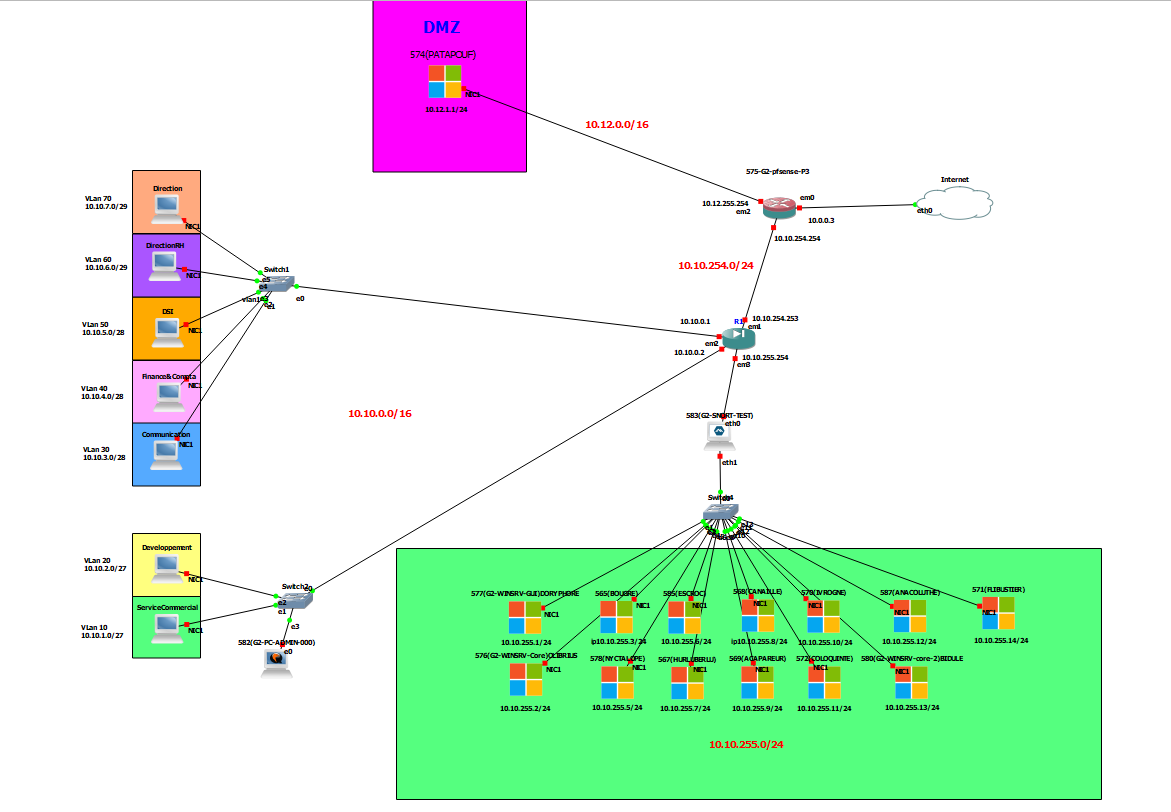 DMZ
574(PATAPOUF)
NIC1
10.12.1.1/24
10.12.0.0/16
575-G2-pfsense-P3
10.12.255.254
em2
em0
10.0.0.3
10.10.254.254
Internet
eth0
10.10.254.0/24
VLan 70
10.10.7.0/29
Direction
NIC1
VLan 60
10.10.6.0/29
DirectionRH
NIC1
VLan 50
10.10.5.0/28
DSI
NIC1
VLan 40
10.10.4.0/28
Finance&Compta
NIC1
VLan 30
10.10.3.0/28
Communication
NIC1
Switch1
e5
e4
e1
e0
10.10.0.1
em2
10.10.0.2
R1
10.10.254.253
em1
10.10.255.254
em3
10.10.0.0/16
583(G2-SNORT-TEST)
eth0
eth1
Switch4
VLan 20
10.10.2.0/27
Developpement
NIC1
VLan 10
10.10.1.0/27
ServiceCommercial
NIC1
Switch2
e0
e2
e1
e3
582(G2-PC-ADMIN-000)
e0
577(G2-WINSRV-GUI)DORYPHORE
NIC1
10.10.255.1/24
565(BOUGRE)
NIC1
ip10.10.255.3/24
585(ESCROC)
NIC1
10.10.255.6/24
568(CANAILLE)
NIC1
ip10.10.255.8/24
579(IVROGNE)
NIC1
10.10.255.10/24
587(ANACOLUTHE)
NIC1
10.10.255.12/24
571(FLIBUSTIER)
NIC1
10.10.255.14/24
576(G2-WINSRV-Core)OLIBRIUS
NIC1
10.10.255.2/24
578(NYCTALOPE)
NIC1
10.10.255.5/24
567(HURLUBERLU)
NIC1
10.10.255.7/24
569(ACAPAREUR)
NIC1
10.10.255.9/24
572(COLOQUINTE)
NIC1
10.10.255.11/24
580(G2-WINSRV-core-2)BIDULE
NIC1
10.10.255.13/24
10.10.255.0/24